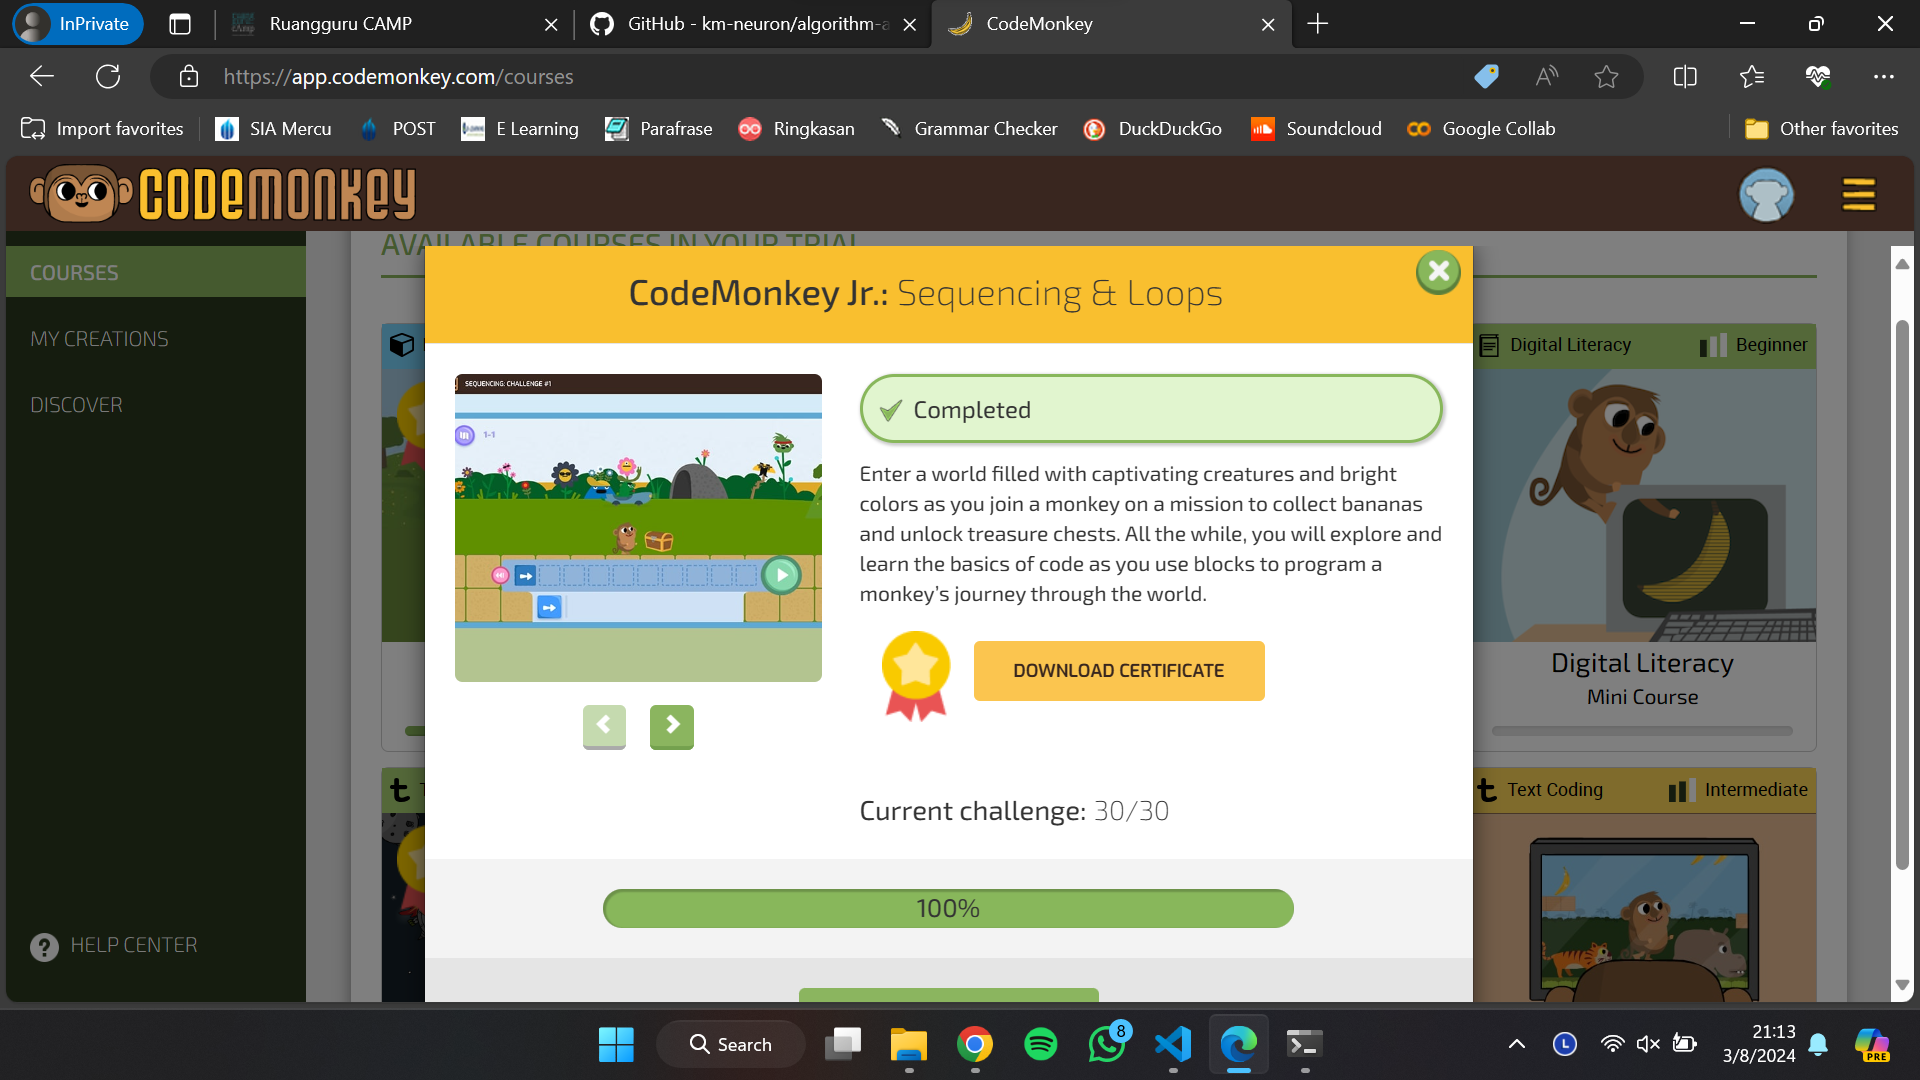 InPrivate
Ruangguru CAMP
GitHub - km-neuron/algorithm-a
CodeMonkey
https://app.codemonkey.com/courses
Import favorites
SIA Mercu
POST
E Learning
Parafrase
Ringkasan
Grammar Checker
DuckDuckGo
Soundcloud
Google Collab
Other favorites
CODEMONKEY
AVAILABLE COURSES IN YOUR TRIAL
COURSES
MY CREATIONS
DISCOVER
HELP CENTER
CodeMonkey Jr.: Sequencing & Loops
SEQUENCING: CHALLENGE #1
1-1
Completed
Enter a world filled with captivating creatures and bright
colors as you join a monkey on a mission to collect bananas
and unlock treasure chests. All the while, you will explore and
learn the basics of code as you use blocks to program a
monkey's journey through the world.
DOWNLOAD CERTIFICATE
Current challenge: 30/30
100%
Digital Literacy
Beginner
Digital Literacy
Mini Course
Text Coding
Intermediate
Search
8
L
21:13
3/8/2024
PRE